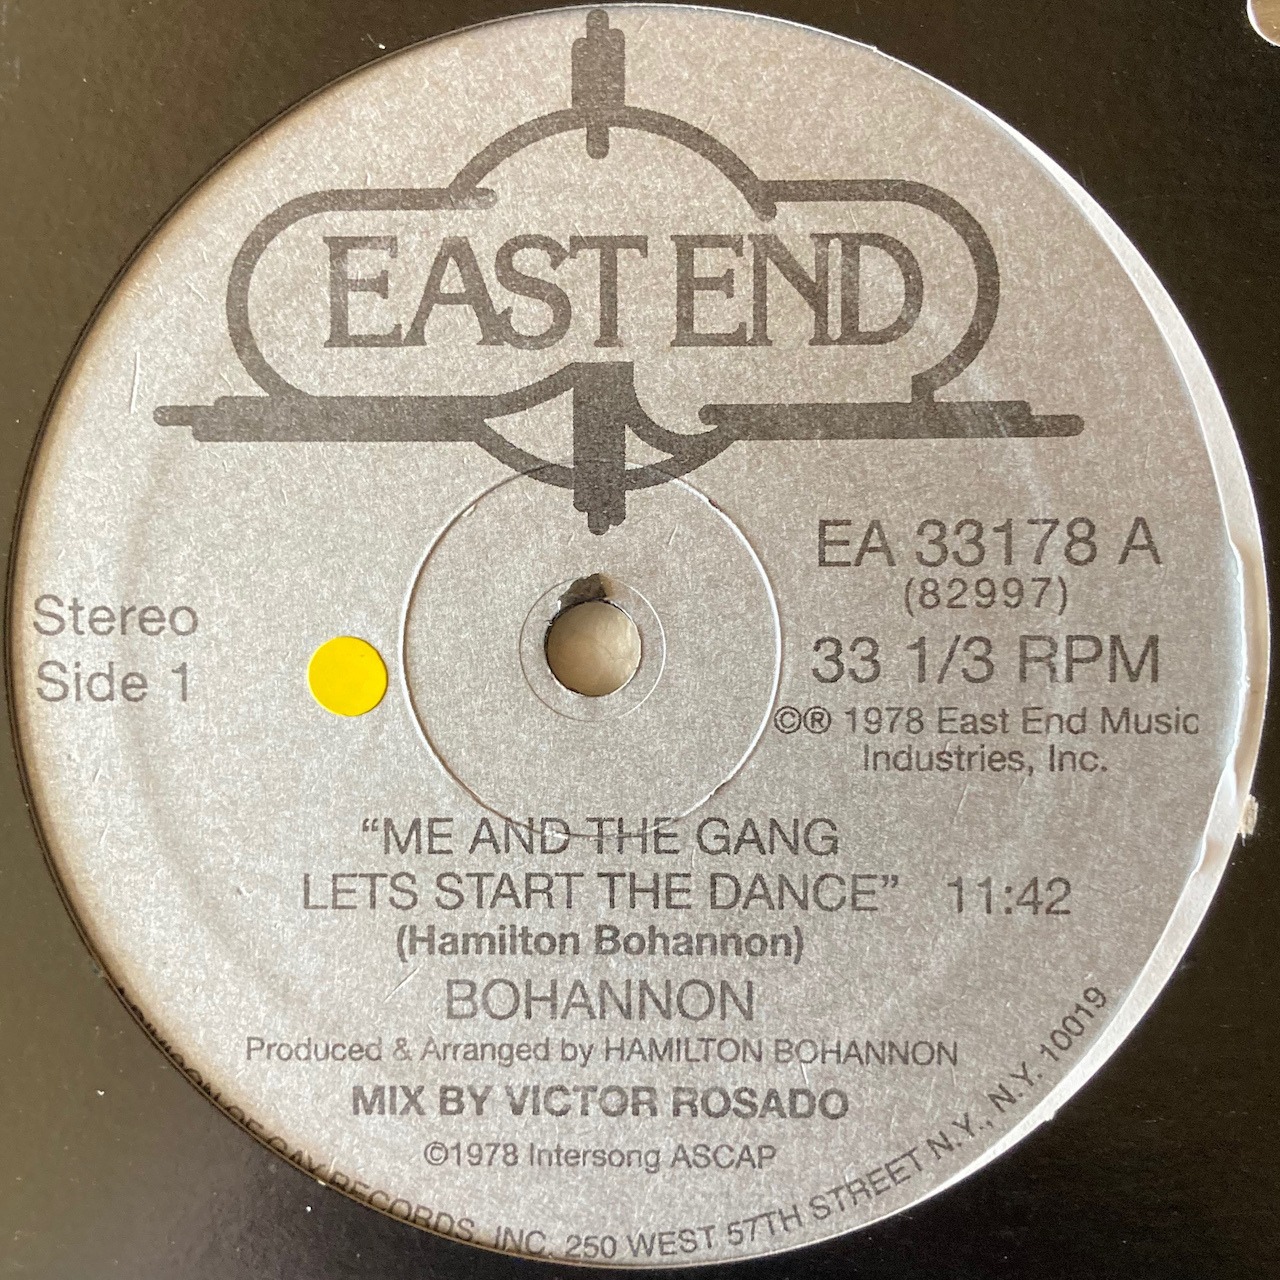 EAST END
EA 33178 A
(82997)
33 1/3 RPM
©® 1978 East End Music
Industries, Inc.
Stereo
Side 1
“ME AND THE GANG
LETS START THE DANCE” 11:42
(Hamilton Bohannon)
BOHANNON
Produced & Arranged by HAMILTON BOHANNON
MIX BY VICTOR ROSADO
©1978 Intersong ASCAP
RECORDS, INC. 250 WEST 57TH STREET N.Y., N.Y. 10019